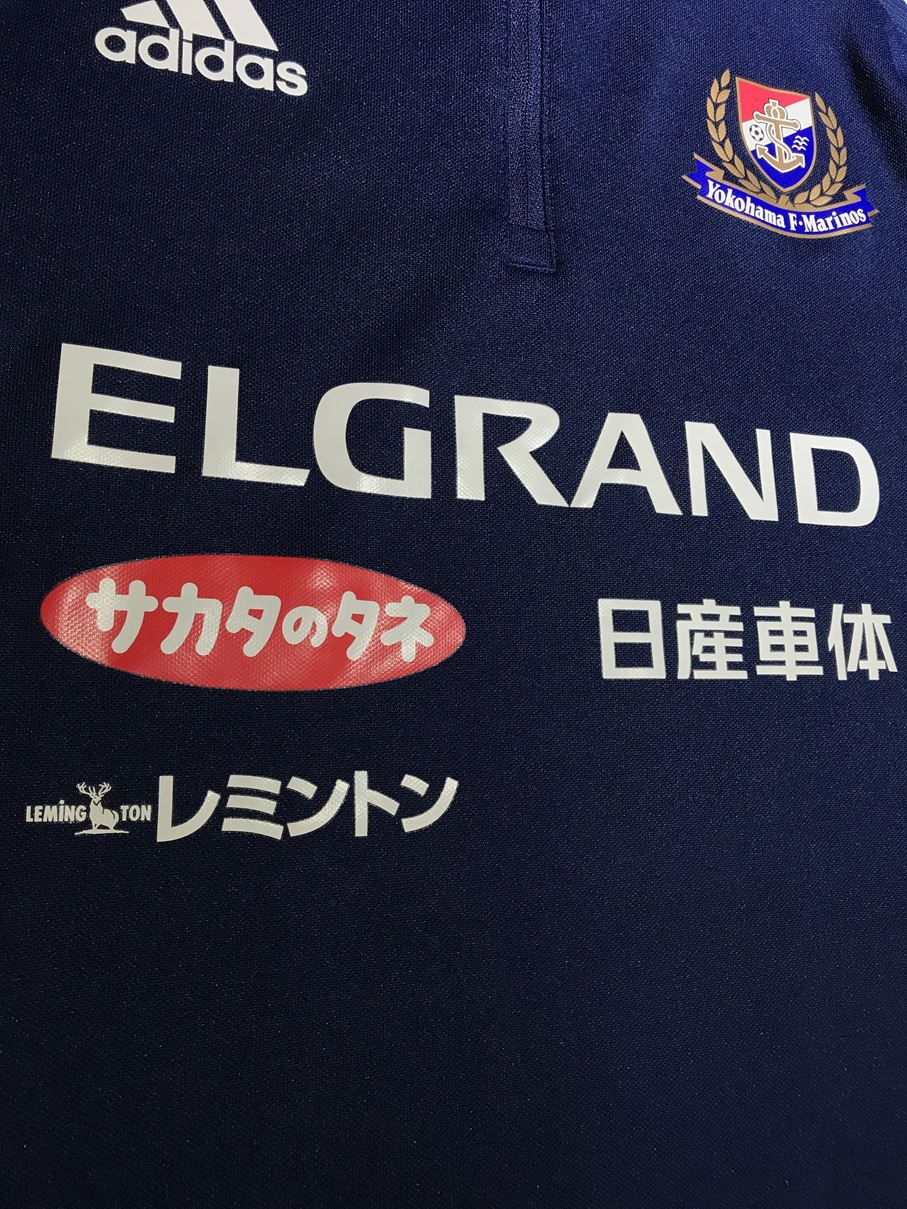 adidas
Yokohama F·Marinos
ELGRAND
サカタのタネ
日産車体
LEMiNG TON レミントン